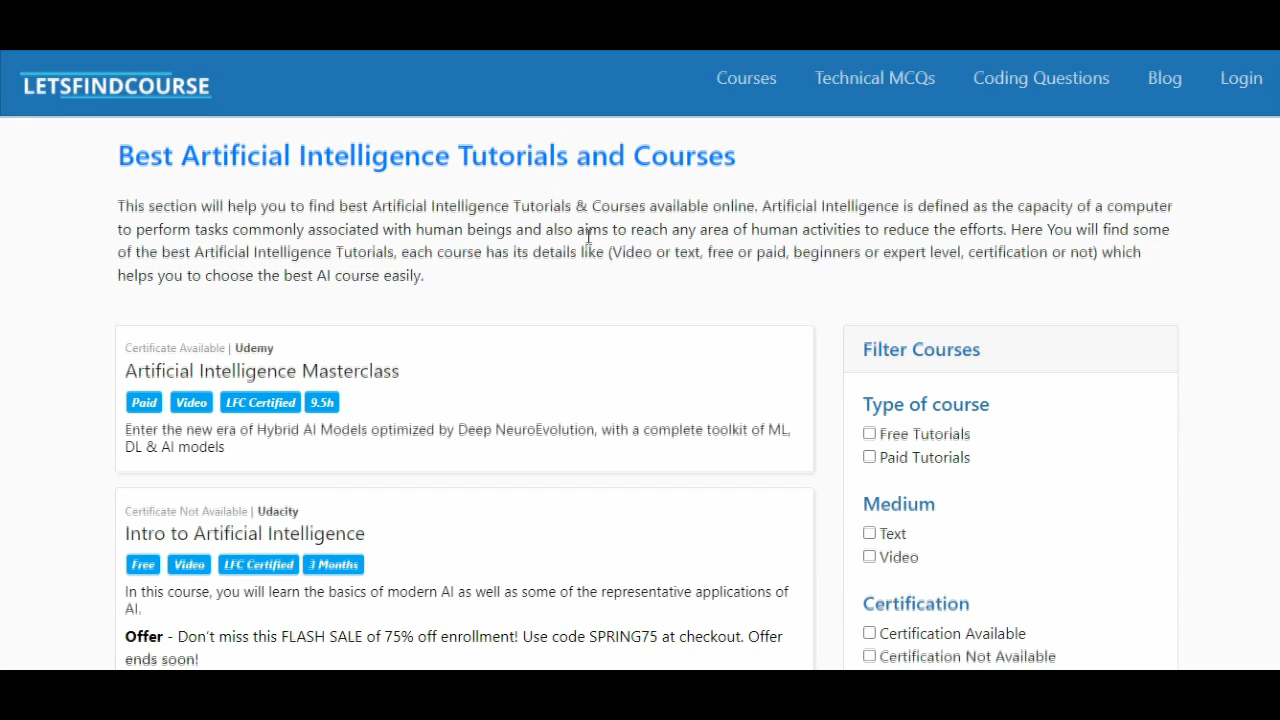 LETSFINDCOURSE
Courses Technical MCQs Coding Questions Blog Login
Best Artificial Intelligence Tutorials and Courses
This section will help you to find best Artificial Intelligence Tutorials & Courses available online. Artificial Intelligence is defined as the capacity of a computer
to perform tasks commonly associated with human beings and also aims to reach any area of human activities to reduce the efforts. Here You will find some
of the best Artificial Intelligence Tutorials, each course has its details like (Video or text, free or paid, beginners or expert level, certification or not) which
helps you to choose the best AI course easily.
Certificate Available | Udemy
Artificial Intelligence Masterclass
Paid Video LFC Certified 9.5h
Enter the new era of Hybrid AI Models optimized by Deep NeuroEvolution, with a complete toolkit of ML,
DL & AI models
Certificate Not Available | Udacity
Intro to Artificial Intelligence
Free Video LFC Certified 3 Months
In this course, you will learn the basics of modern AI as well as some of the representative applications of
AI.
Offer - Don't miss this FLASH SALE of 75% off enrollment! Use code SPRING75 at checkout. Offer
ends soon!
Filter Courses
Type of course
Free Tutorials
Paid Tutorials
Medium
Text
Video
Certification
Certification Available
Certification Not Available